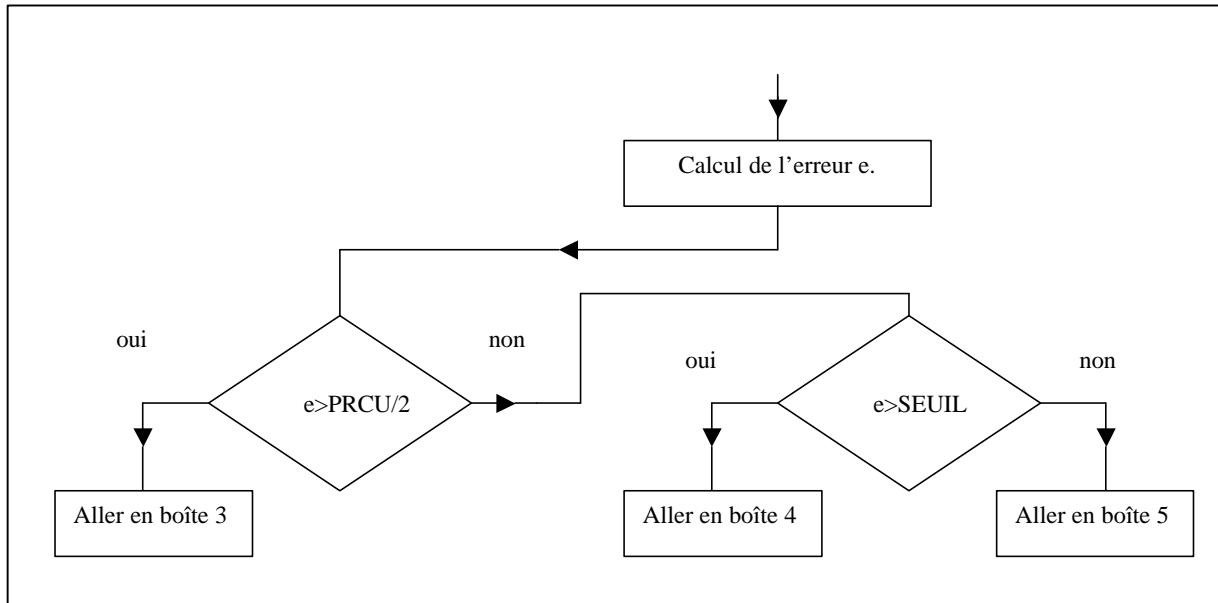 Calcul de l’erreur e.
oui
non
e>PRCU/2
oui
non
e>SEUIL
Aller en boîte 3
Aller en boîte 4
Aller en boîte 5